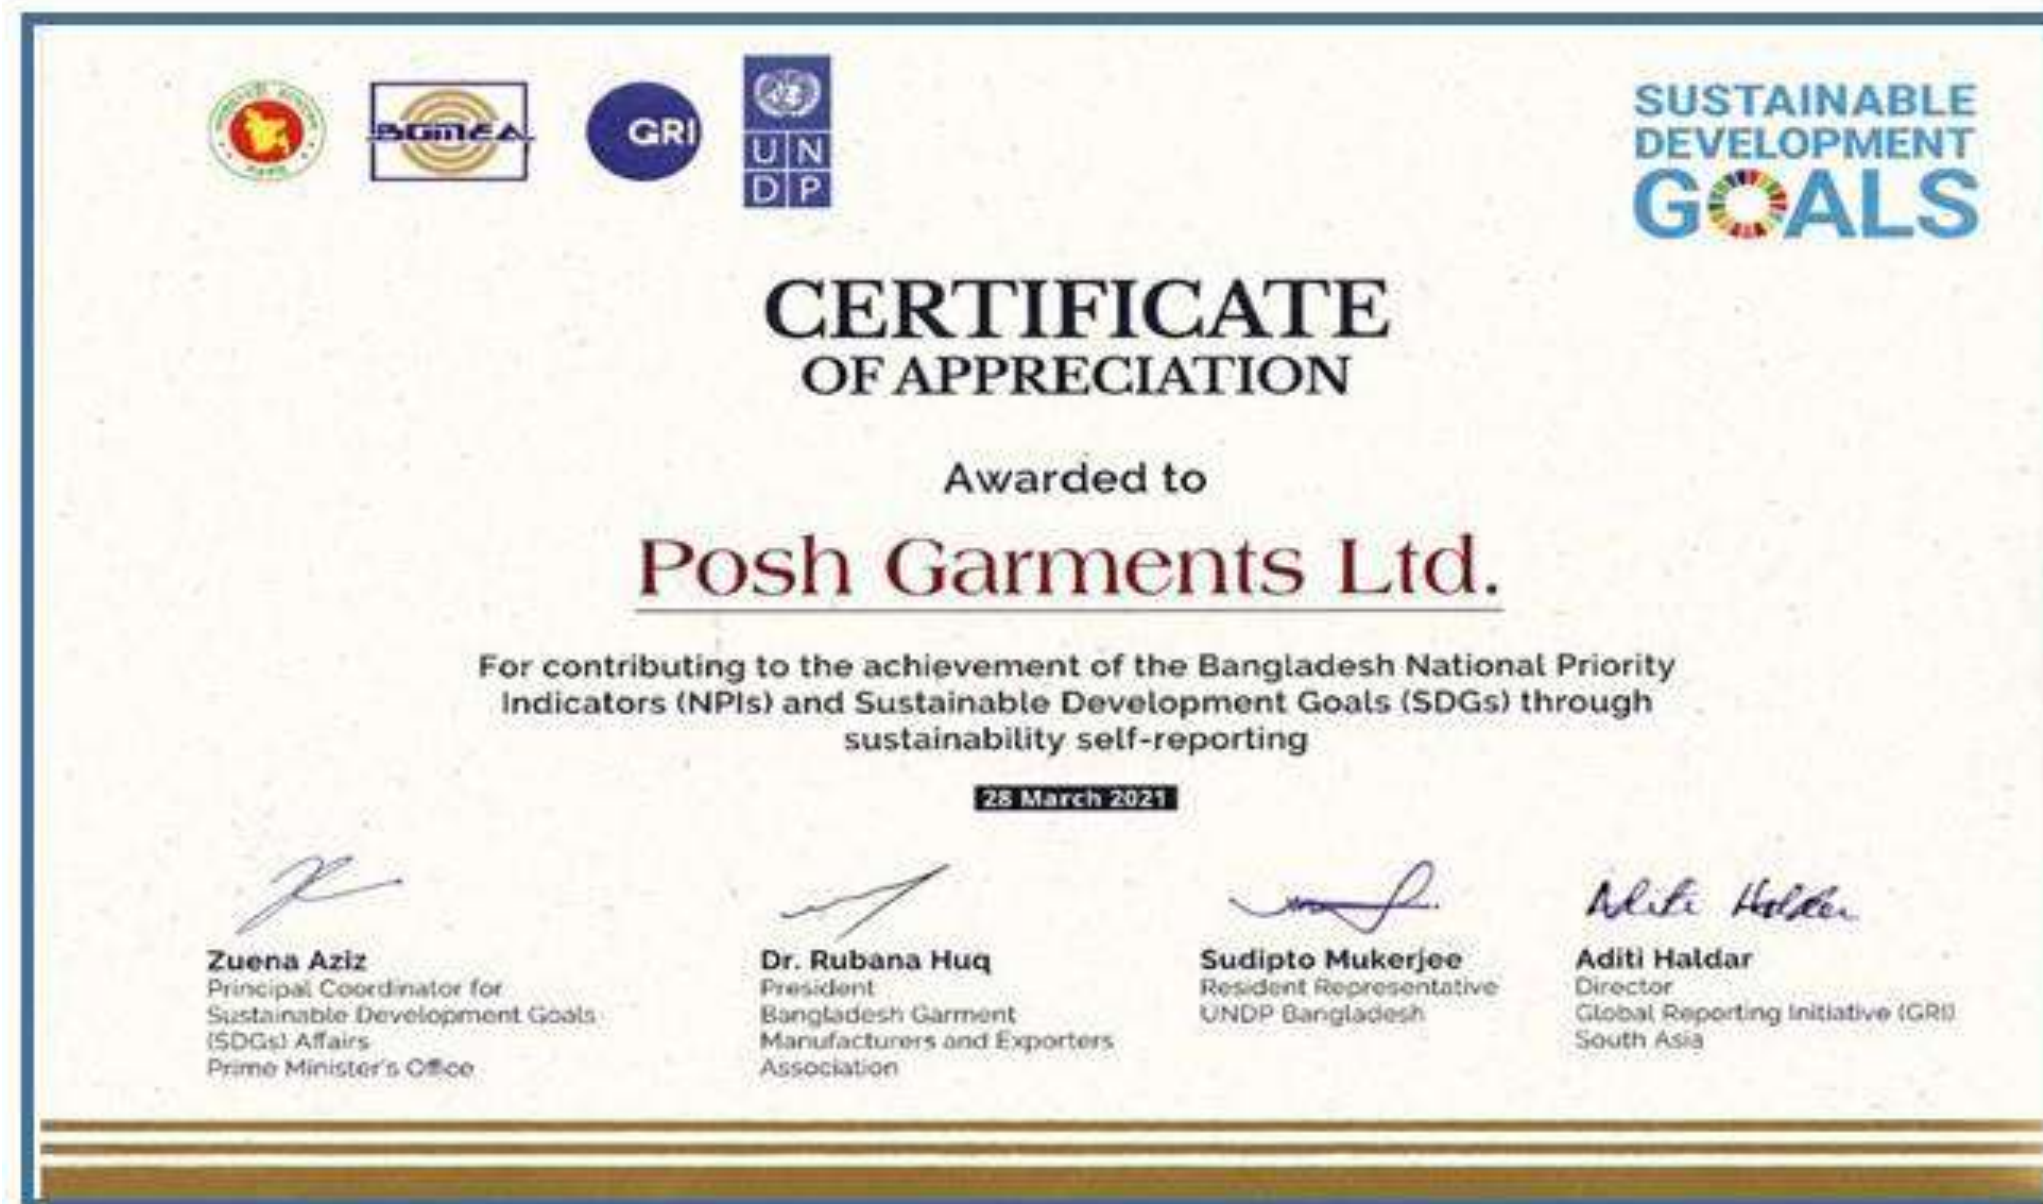 BGMEA
GRI
U N
D P
SUSTAINABLE
DEVELOPMENT
GOALS
CERTIFICATE
OF APPRECIATION
Awarded to
Posh Garments Ltd.
For contributing to the achievement of the Bangladesh National Priority
Indicators (NPIs) and Sustainable Development Goals (SDGs) through
sustainability self-reporting
28 March 2021
Aditi Haldar
Zuena Aziz
Principal Coordinator for
Sustainable Development Goals
(SDGs) Affairs
Prime Minister's Office
Dr. Rubana Huq
President
Bangladesh Garment
Manufacturers and Exporters
Association
Sudipto Mukerjee
Resident Representative
UNDP Bangladesh
Aditi Haldar
Director
Global Reporting Initiative (GRI)
South Asia